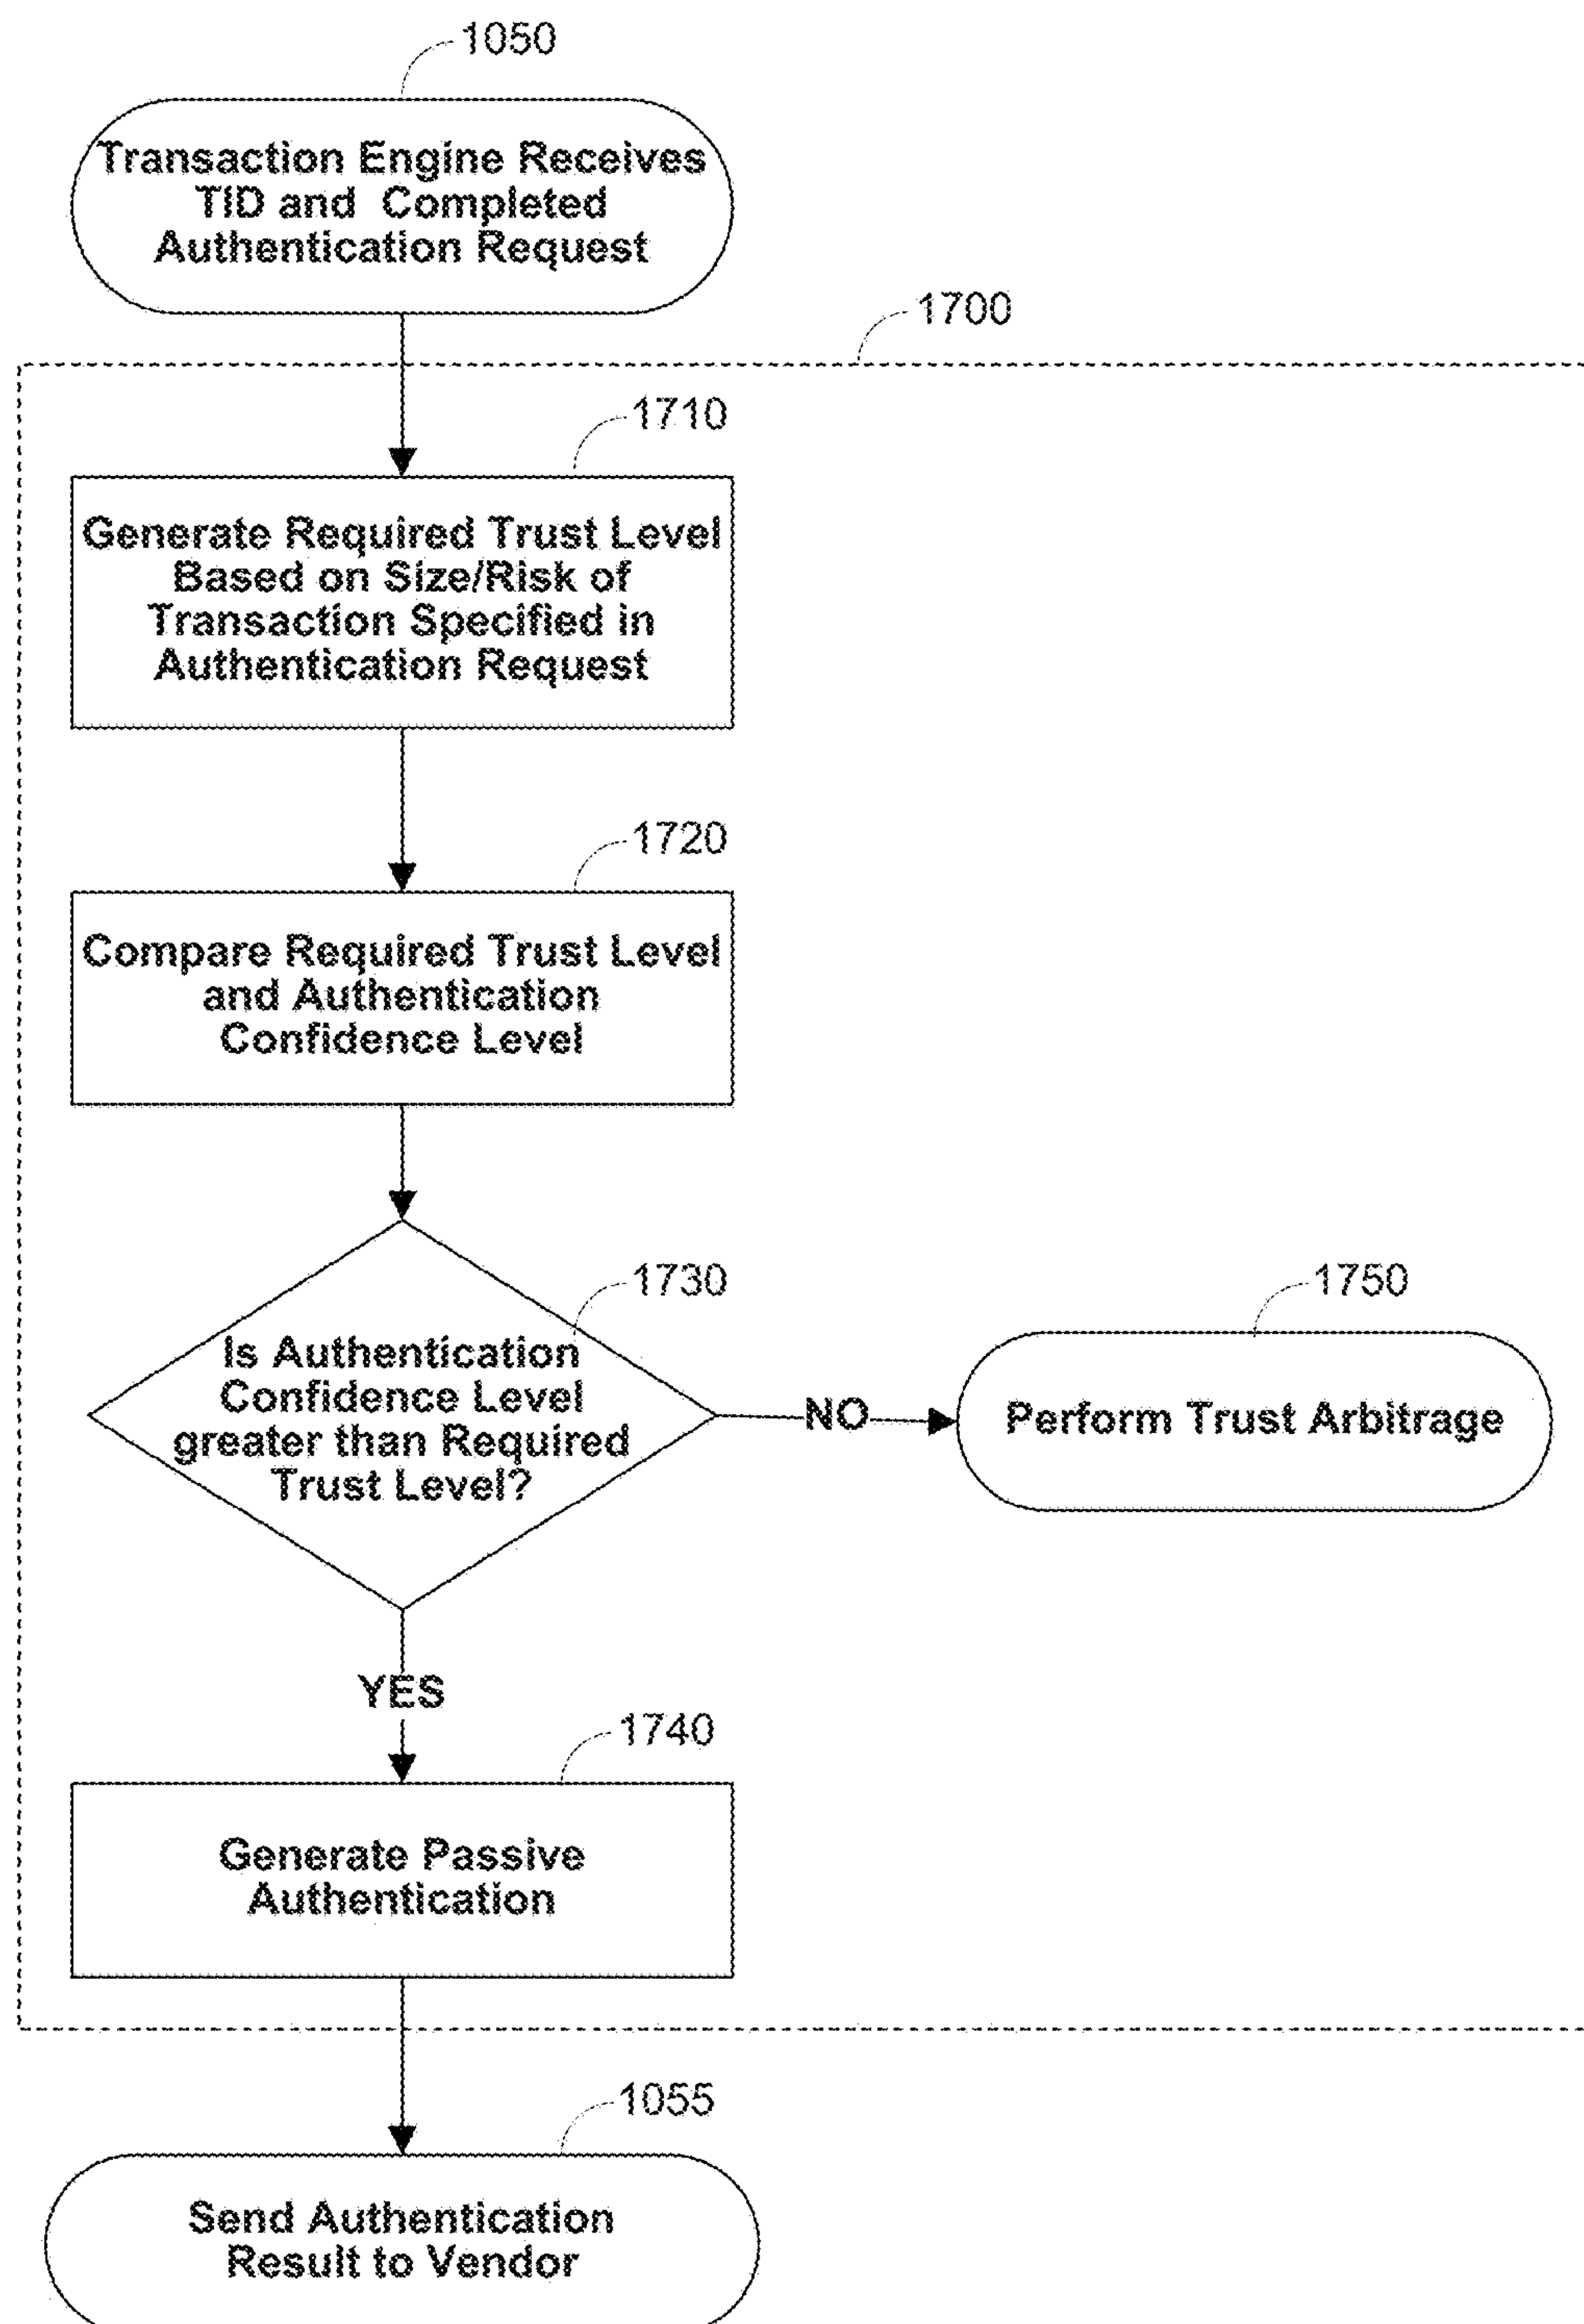 1050
Transaction Engine Receives
TID and Completed
Authentication Request
1700
1710
Generate Required Trust Level
Based on Size/Risk of
Transaction Specified in
Authentication Request
1720
Compare Required Trust Level
and Authentication
Confidence Level
1730
Is Authentication
Confidence Level
greater than Required
Trust Level?
NO
1750
Perform Trust Arbitrage
YES
1740
Generate Passive
Authentication
1055
Send Authentication
Result to Vendor